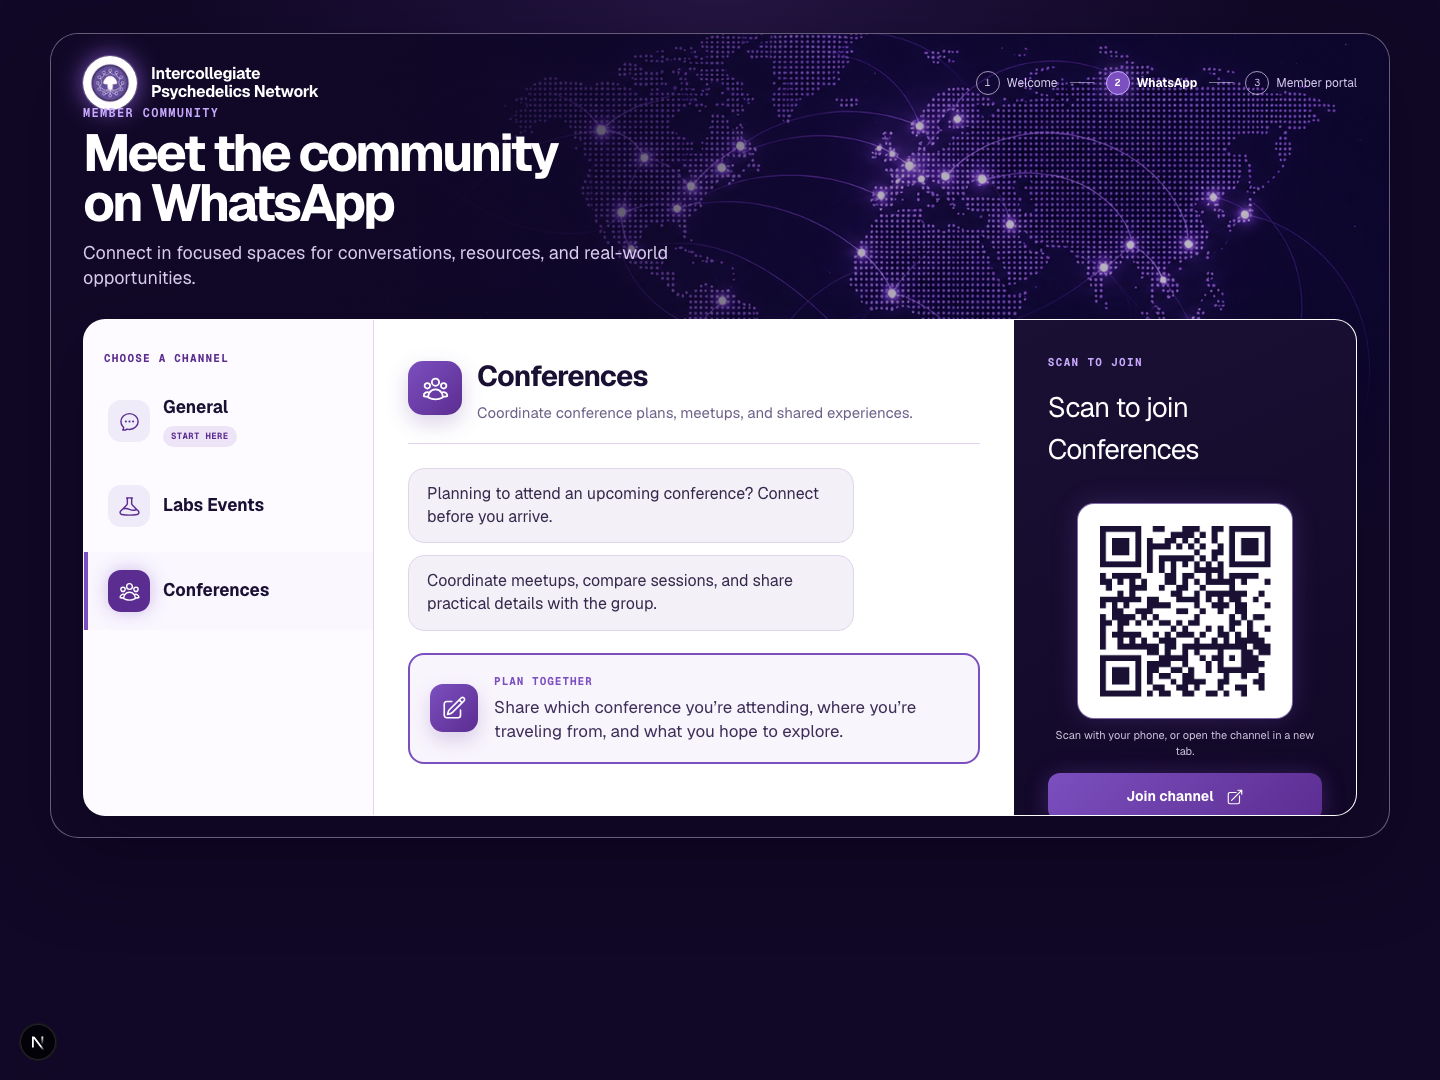 Intercollegiate
Psychedelics Network
1 Welcome
2 WhatsApp
3 Member portal
MEMBER COMMUNITY
Meet the community
on WhatsApp
Connect in focused spaces for conversations, resources, and real-world
opportunities.
CHOOSE A CHANNEL
General
START HERE
Labs Events
Conferences
Conferences
Coordinate conference plans, meetups, and shared experiences.
Planning to attend an upcoming conference? Connect
before you arrive.
Coordinate meetups, compare sessions, and share
practical details with the group.
PLAN TOGETHER
Share which conference you’re attending, where you’re
traveling from, and what you hope to explore.
SCAN TO JOIN
Scan to join
Conferences
Scan with your phone, or open the channel in a new
tab.
Join channel
N